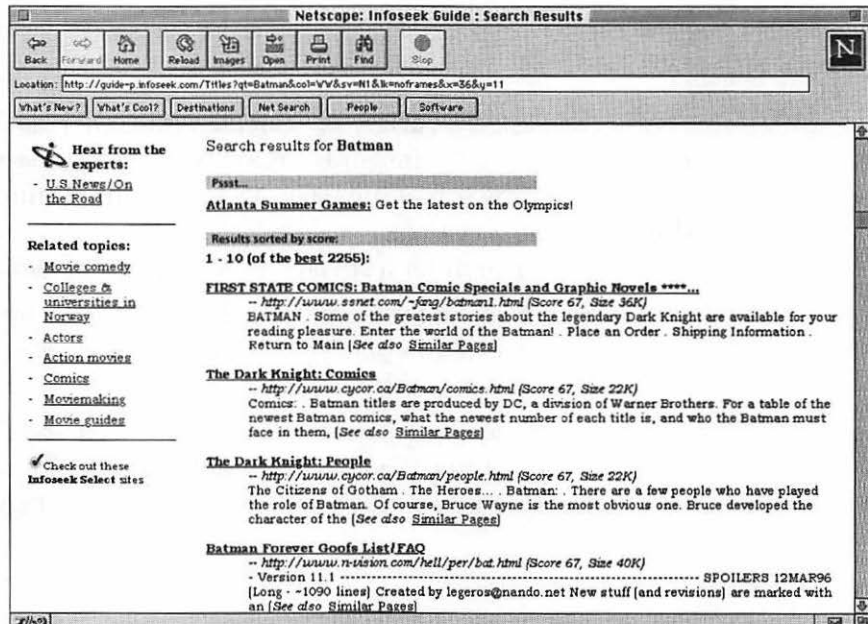 Netscape: Infoseek Guide : Search Results
Back Forward Home Reload Images Open Print Find Stop
N
Location: http://guide-p.infoseek.com/Titles?qt=Batman&col=WW&sv=N1&lk=noframes&x=36&y=11
What's New? What's Cool? Destinations Net Search People Software
Hear from the
experts:
- U.S.News/On
the Road
Related topics:
- Movie comedy
- Colleges &
universities in
Norway
- Actors
- Action movies
- Comics
- Moviemaking
- Movie guides
Check out these
Infoseek Select sites
Search results for Batman
Pssst...
Atlanta Summer Games: Get the latest on the Olympics!
Results sorted by score:
1 - 10 (of the best 2255):
FIRST STATE COMICS: Batman Comic Specials and Graphic Novels ****...
-- http://www.ssnet.com/~fang/batman1.html (Score 67, Size 36K)
BATMAN . Some of the greatest stories about the legendary Dark Knight are available for your
reading pleasure. Enter the world of the Batman! . Place an Order . Shipping Information .
Return to Main (See also Similar Pages)
The Dark Knight: Comics
-- http://www.cycor.ca/Batman/comics.html (Score 67, Size 22K)
Comics: . Batman titles are produced by DC, a division of Warner Brothers. For a table of the
newest Batman comics, what the newest number of each title is, and who the Batman must
face in them, (See also Similar Pages)
The Dark Knight: People
-- http://www.cycor.ca/Batman/people.html (Score 67, Size 22K)
The Citizens of Gotham . The Heroes... . Batman: . There are a few people who have played
the role of Batman. Of course, Bruce Wayne is the most obvious one. Bruce developed the
character of the (See also Similar Pages)
Batman Forever Goofs List/FAQ
-- http://www.n-vision.com/hell/per/bat.html (Score 67, Size 40K)
- Version 11.1 ---------------------------------------------------------------- SPOILERS 12MAR96
(Long - ~1090 lines) Created by legeros@nando.net New stuff (and revisions) are marked with
an (See also Similar Pages)